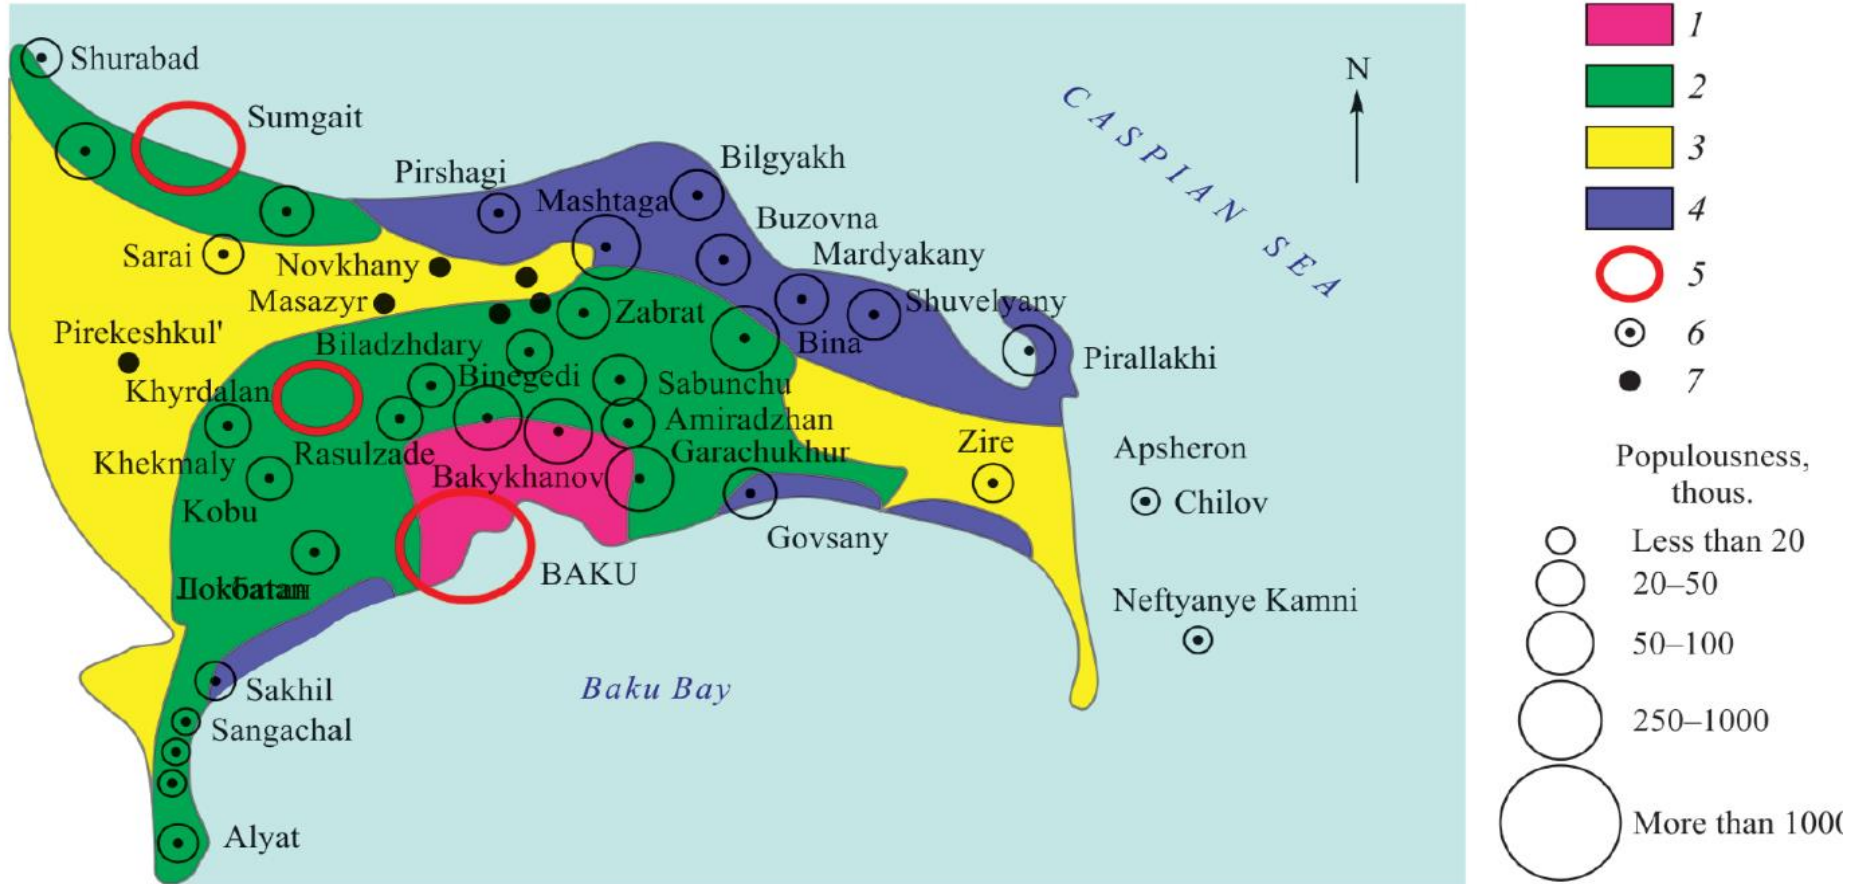 Shurabad
Sumgait
Pirshagi
Bilgyakh
Mashtaga
Buzovna
Sarai
Novkhany
Mardyakany
Masazyr
Zabrat
Shuvelyany
Pirekeshkul'
Biladzhdary
Bina
Pirallakhi
Khyrdalan
Binegedi
Sabunchu
Amiradzhan
Khekmaly
Rasulzade
Garachukhur
Zire
Apsheron
Bakykhanov
Kobu
Chilov
Govsany
BAKU
Neftyanye Kamni
Sakhil
Baku Bay
Sangachal
Alyat
CASPIAN SEA
N
1
2
3
4
5
6
7
Populousness,
thous.
Less than 20
20–50
50–100
250–1000
More than 100